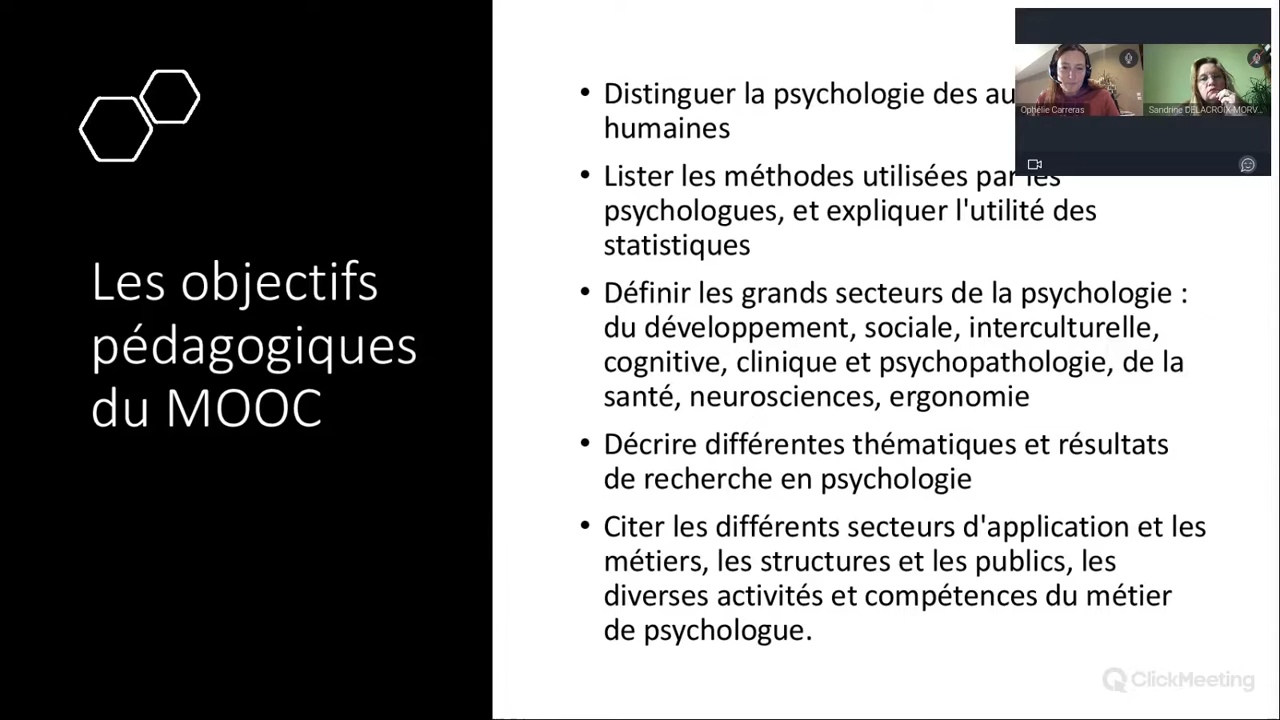 Les objectifs
pédagogiques
du MOOC
• Distinguer la psychologie des au
humaines
• Lister les méthodes utilisées par les
psychologues, et expliquer l'utilité des
statistiques
• Définir les grands secteurs de la psychologie :
du développement, sociale, interculturelle,
cognitive, clinique et psychopathologie, de la
santé, neurosciences, ergonomie
• Décrire différentes thématiques et résultats
de recherche en psychologie
• Citer les différents secteurs d'application et les
métiers, les structures et les publics, les
diverses activités et compétences du métier
de psychologue.
Ophélie Carreras
Sandrine DELACROIX-MORV...
ClickMeeting